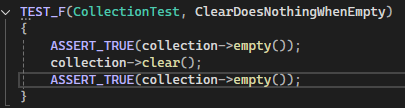 TEST_F(CollectionTest, ClearDoesNothingWhenEmpty)
{
    ASSERT_TRUE(collection->empty());
    collection->clear();
    ASSERT_TRUE(collection->empty());
}